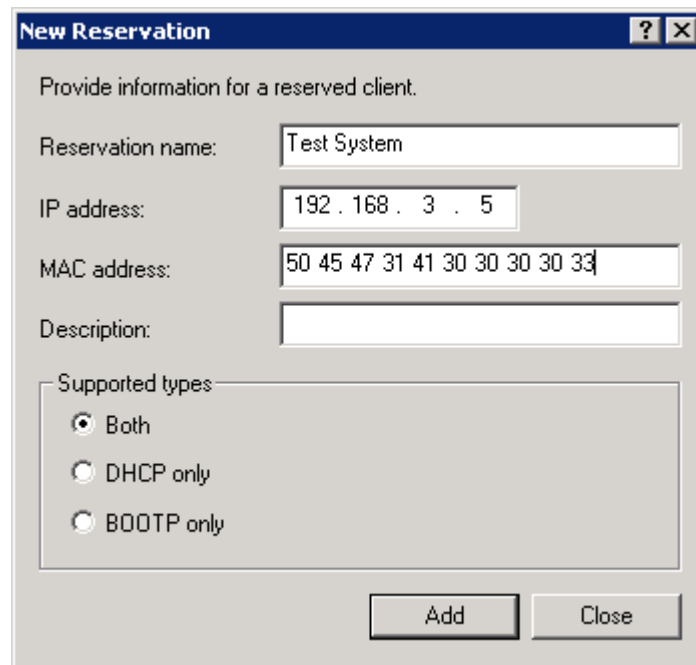 New Reservation
Provide information for a reserved client.
Reservation name: Test System
IP address: 192 . 168 . 3 . 5
MAC address: 50 45 47 31 41 30 30 30 30 33
Description:
Supported types
Both
DHCP only
BOOTP only
Add Close